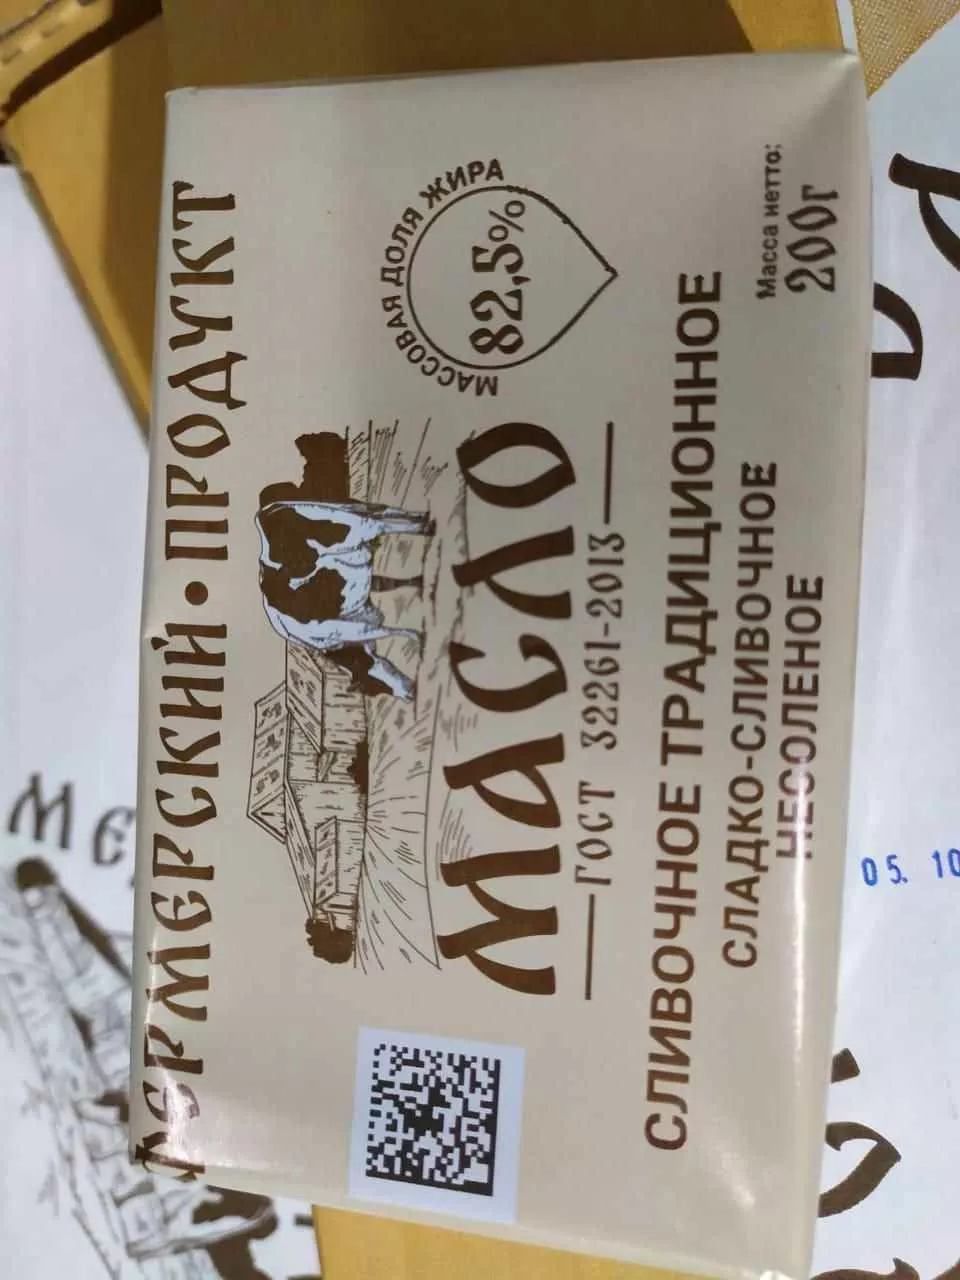 ФЕРМЕРСКИЙ • ПРОДУКТ
МАССОВАЯ ДОЛЯ ЖИРА
82,5%
МАСЛО
ГОСТ 32261-2013
СЛИВОЧНОЕ ТРАДИЦИОННОЕ
СЛАДКО-СЛИВОЧНОЕ
НЕСОЛЕНОЕ
Масса нетто:
200г
05. 10